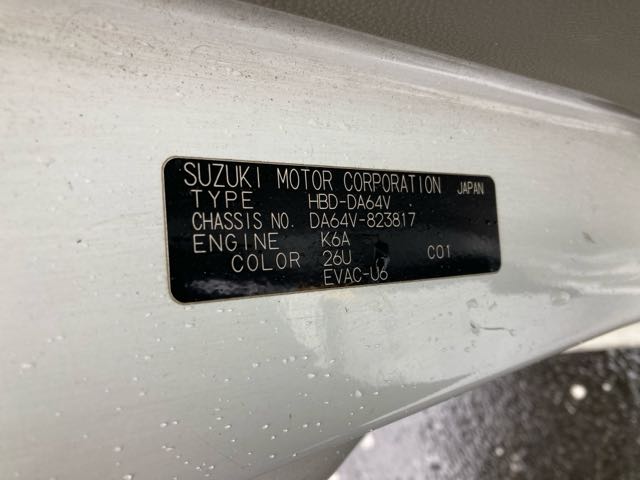 SUZUKI MOTOR CORPORATION JAPAN
TYPE HBD-DA64V
CHASSIS NO. DA64V-823817
ENGINE K6A
COLOR 26U C01
EVAC-U6